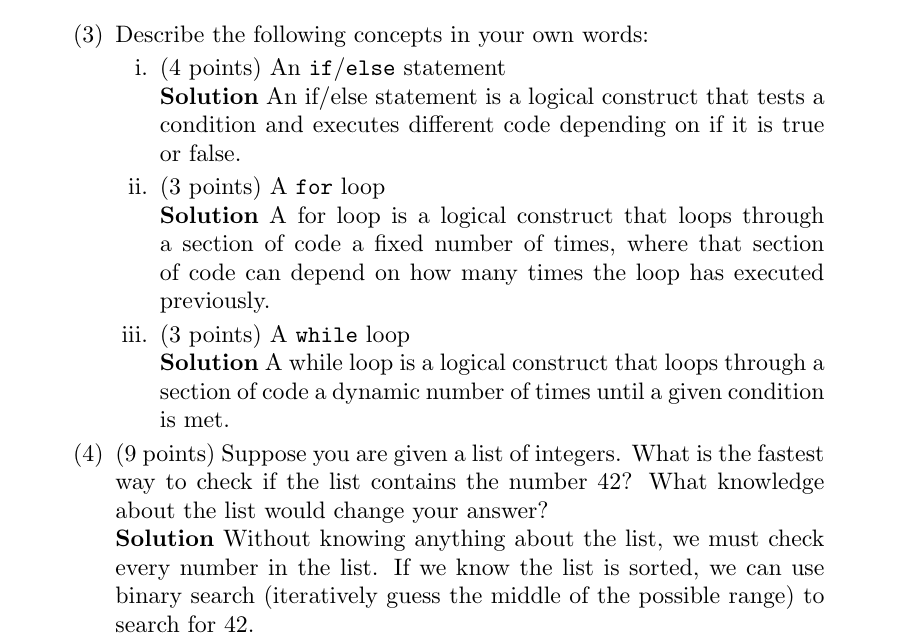 (3) Describe the following concepts in your own words:
i. (4 points) An if/else statement
Solution An if/else statement is a logical construct that tests a
condition and executes different code depending on if it is true
or false.
ii. (3 points) A for loop
Solution A for loop is a logical construct that loops through
a section of code a fixed number of times, where that section
of code can depend on how many times the loop has executed
previously.
iii. (3 points) A while loop
Solution A while loop is a logical construct that loops through a
section of code a dynamic number of times until a given condition
is met.
(4) (9 points) Suppose you are given a list of integers. What is the fastest
way to check if the list contains the number 42? What knowledge
about the list would change your answer?
Solution Without knowing anything about the list, we must check
every number in the list. If we know the list is sorted, we can use
binary search (iteratively guess the middle of the possible range) to
search for 42.